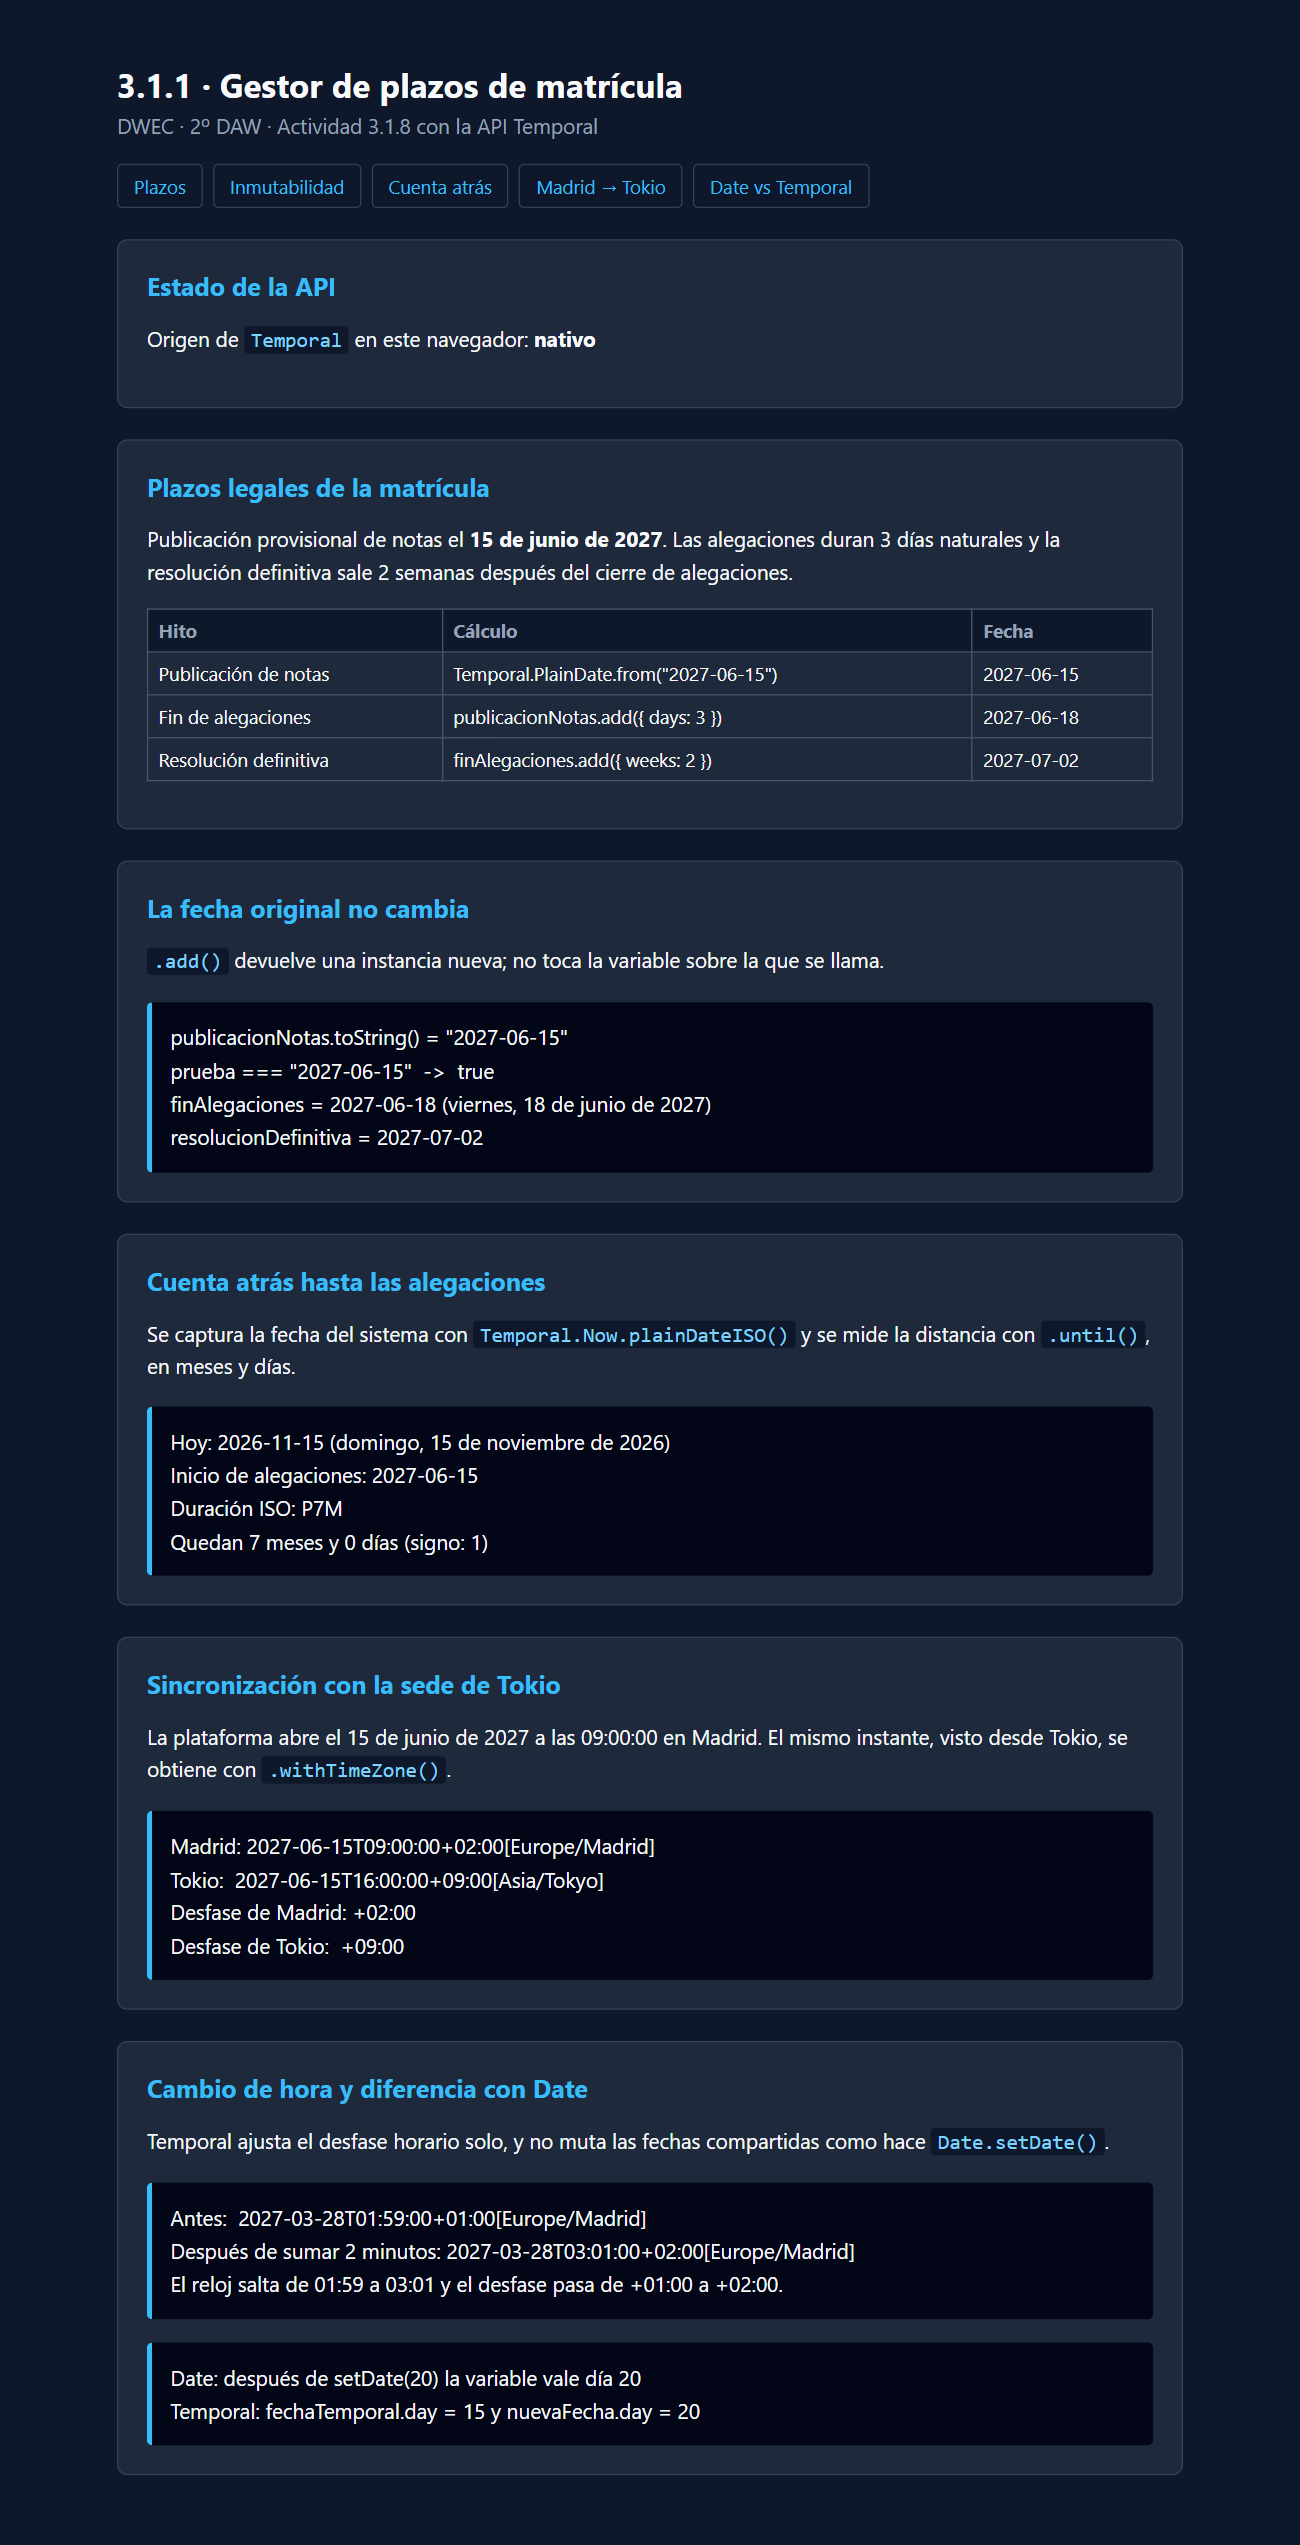 3.1.1 · Gestor de plazos de matrícula
DWEC · 2º DAW · Actividad 3.1.8 con la API Temporal
Plazos
Inmutabilidad
Cuenta atrás
Madrid → Tokio
Date vs Temporal
Estado de la API
Origen de Temporal en este navegador: nativo
Plazos legales de la matrícula
Publicación provisional de notas el 15 de junio de 2027. Las alegaciones duran 3 días naturales y la
resolución definitiva sale 2 semanas después del cierre de alegaciones.
Hito Cálculo Fecha
Publicación de notas Temporal.PlainDate.from("2027-06-15") 2027-06-15
Fin de alegaciones publicacionNotas.add({ days: 3 }) 2027-06-18
Resolución definitiva finAlegaciones.add({ weeks: 2 }) 2027-07-02
La fecha original no cambia
.add() devuelve una instancia nueva; no toca la variable sobre la que se llama.
publicacionNotas.toString() = "2027-06-15"
prueba === "2027-06-15" -> true
finAlegaciones = 2027-06-18 (viernes, 18 de junio de 2027)
resolucionDefinitiva = 2027-07-02
Cuenta atrás hasta las alegaciones
Se captura la fecha del sistema con Temporal.Now.plainDateISO() y se mide la distancia con .until(),
en meses y días.
Hoy: 2026-11-15 (domingo, 15 de noviembre de 2026)
Inicio de alegaciones: 2027-06-15
Duración ISO: P7M
Quedan 7 meses y 0 días (signo: 1)
Sincronización con la sede de Tokio
La plataforma abre el 15 de junio de 2027 a las 09:00:00 en Madrid. El mismo instante, visto desde Tokio, se
obtiene con .withTimeZone().
Madrid: 2027-06-15T09:00:00+02:00[Europe/Madrid]
Tokio: 2027-06-15T16:00:00+09:00[Asia/Tokyo]
Desfase de Madrid: +02:00
Desfase de Tokio: +09:00
Cambio de hora y diferencia con Date
Temporal ajusta el desfase horario solo, y no muta las fechas compartidas como hace Date.setDate().
Antes: 2027-03-28T01:59:00+01:00[Europe/Madrid]
Después de sumar 2 minutos: 2027-03-28T03:01:00+02:00[Europe/Madrid]
El reloj salta de 01:59 a 03:01 y el desfase pasa de +01:00 a +02:00.
Date: después de setDate(20) la variable vale día 20
Temporal: fechaTemporal.day = 15 y nuevaFecha.day = 20